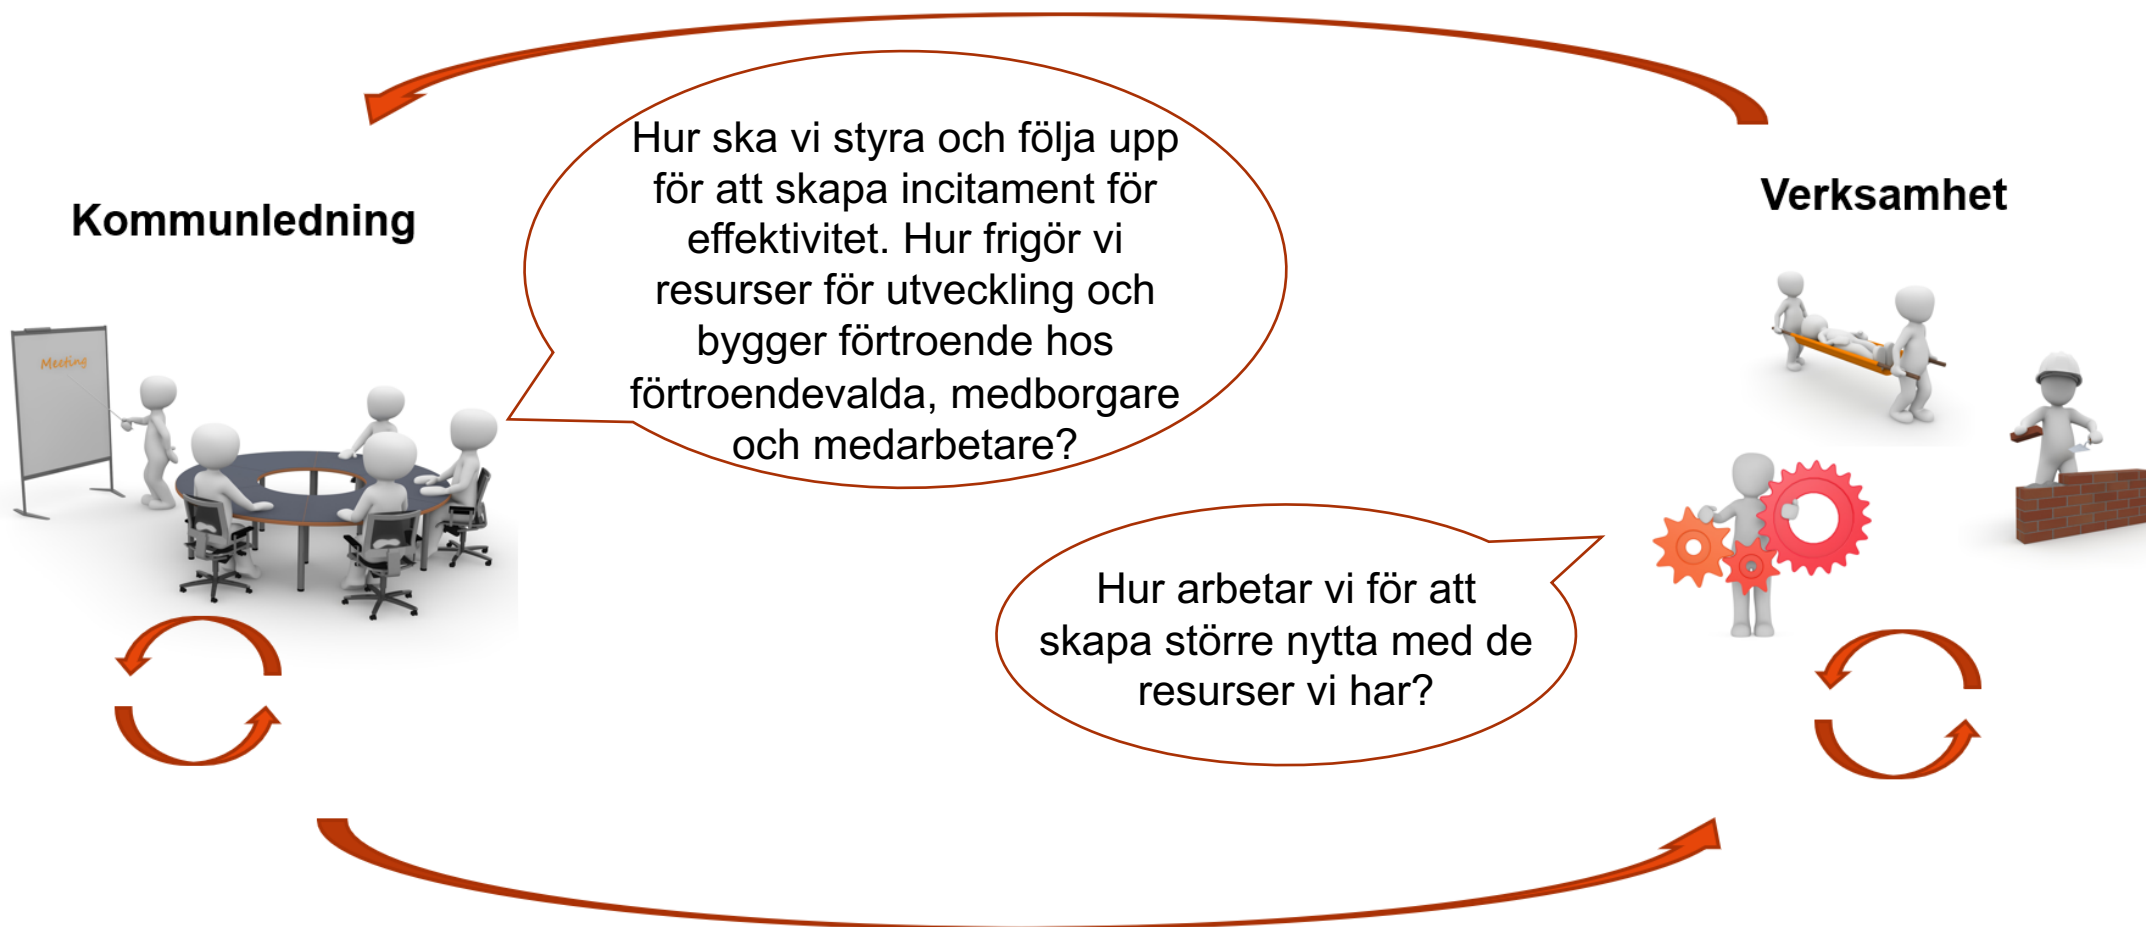 Kommunledning
Meeting
Hur ska vi styra och följa upp
för att skapa incitament för
effektivitet. Hur frigör vi
resurser för utveckling och
bygger förtroende hos
förtroendevalda, medborgare
och medarbetare?
Verksamhet
Hur arbetar vi för att
skapa större nytta med de
resurser vi har?